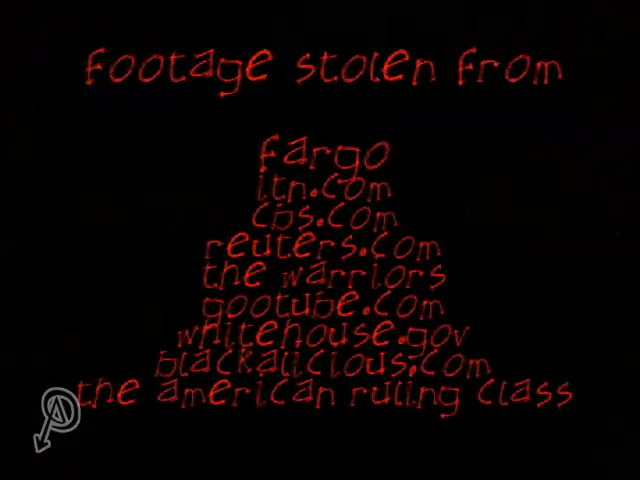 footage stolen from
fargo
itn.com
cbs.com
reuters.com
the warriors
gootube.com
whitehouse.gov
blackalicious.com
the american ruling class